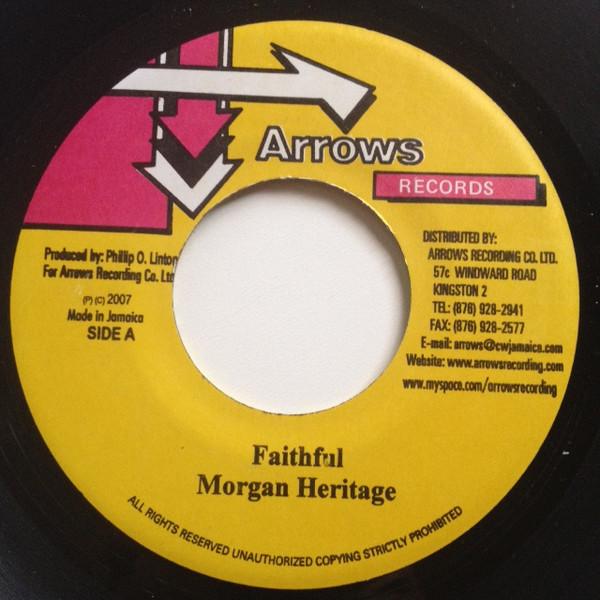 Arrows
RECORDS
Produced by: Phillip O. Linton
For Arrows Recording Co. Ltd
(P) (C) 2007
Made in Jamaica
SIDE A
DISTRIBUTED BY:
ARROWS RECORDING CO. LTD.
57c WINDWARD ROAD
KINGSTON 2
TEL: (876) 928-2941
FAX: (876) 928-2577
E-mail: arrows@cwjamaica.com
Website: www.arrowsrecording.com
www.myspace.com/arrowsrecording
Faithful
Morgan Heritage
ALL RIGHTS RESERVED UNAUTHORIZED COPYING STRICTLY PROHIBITED